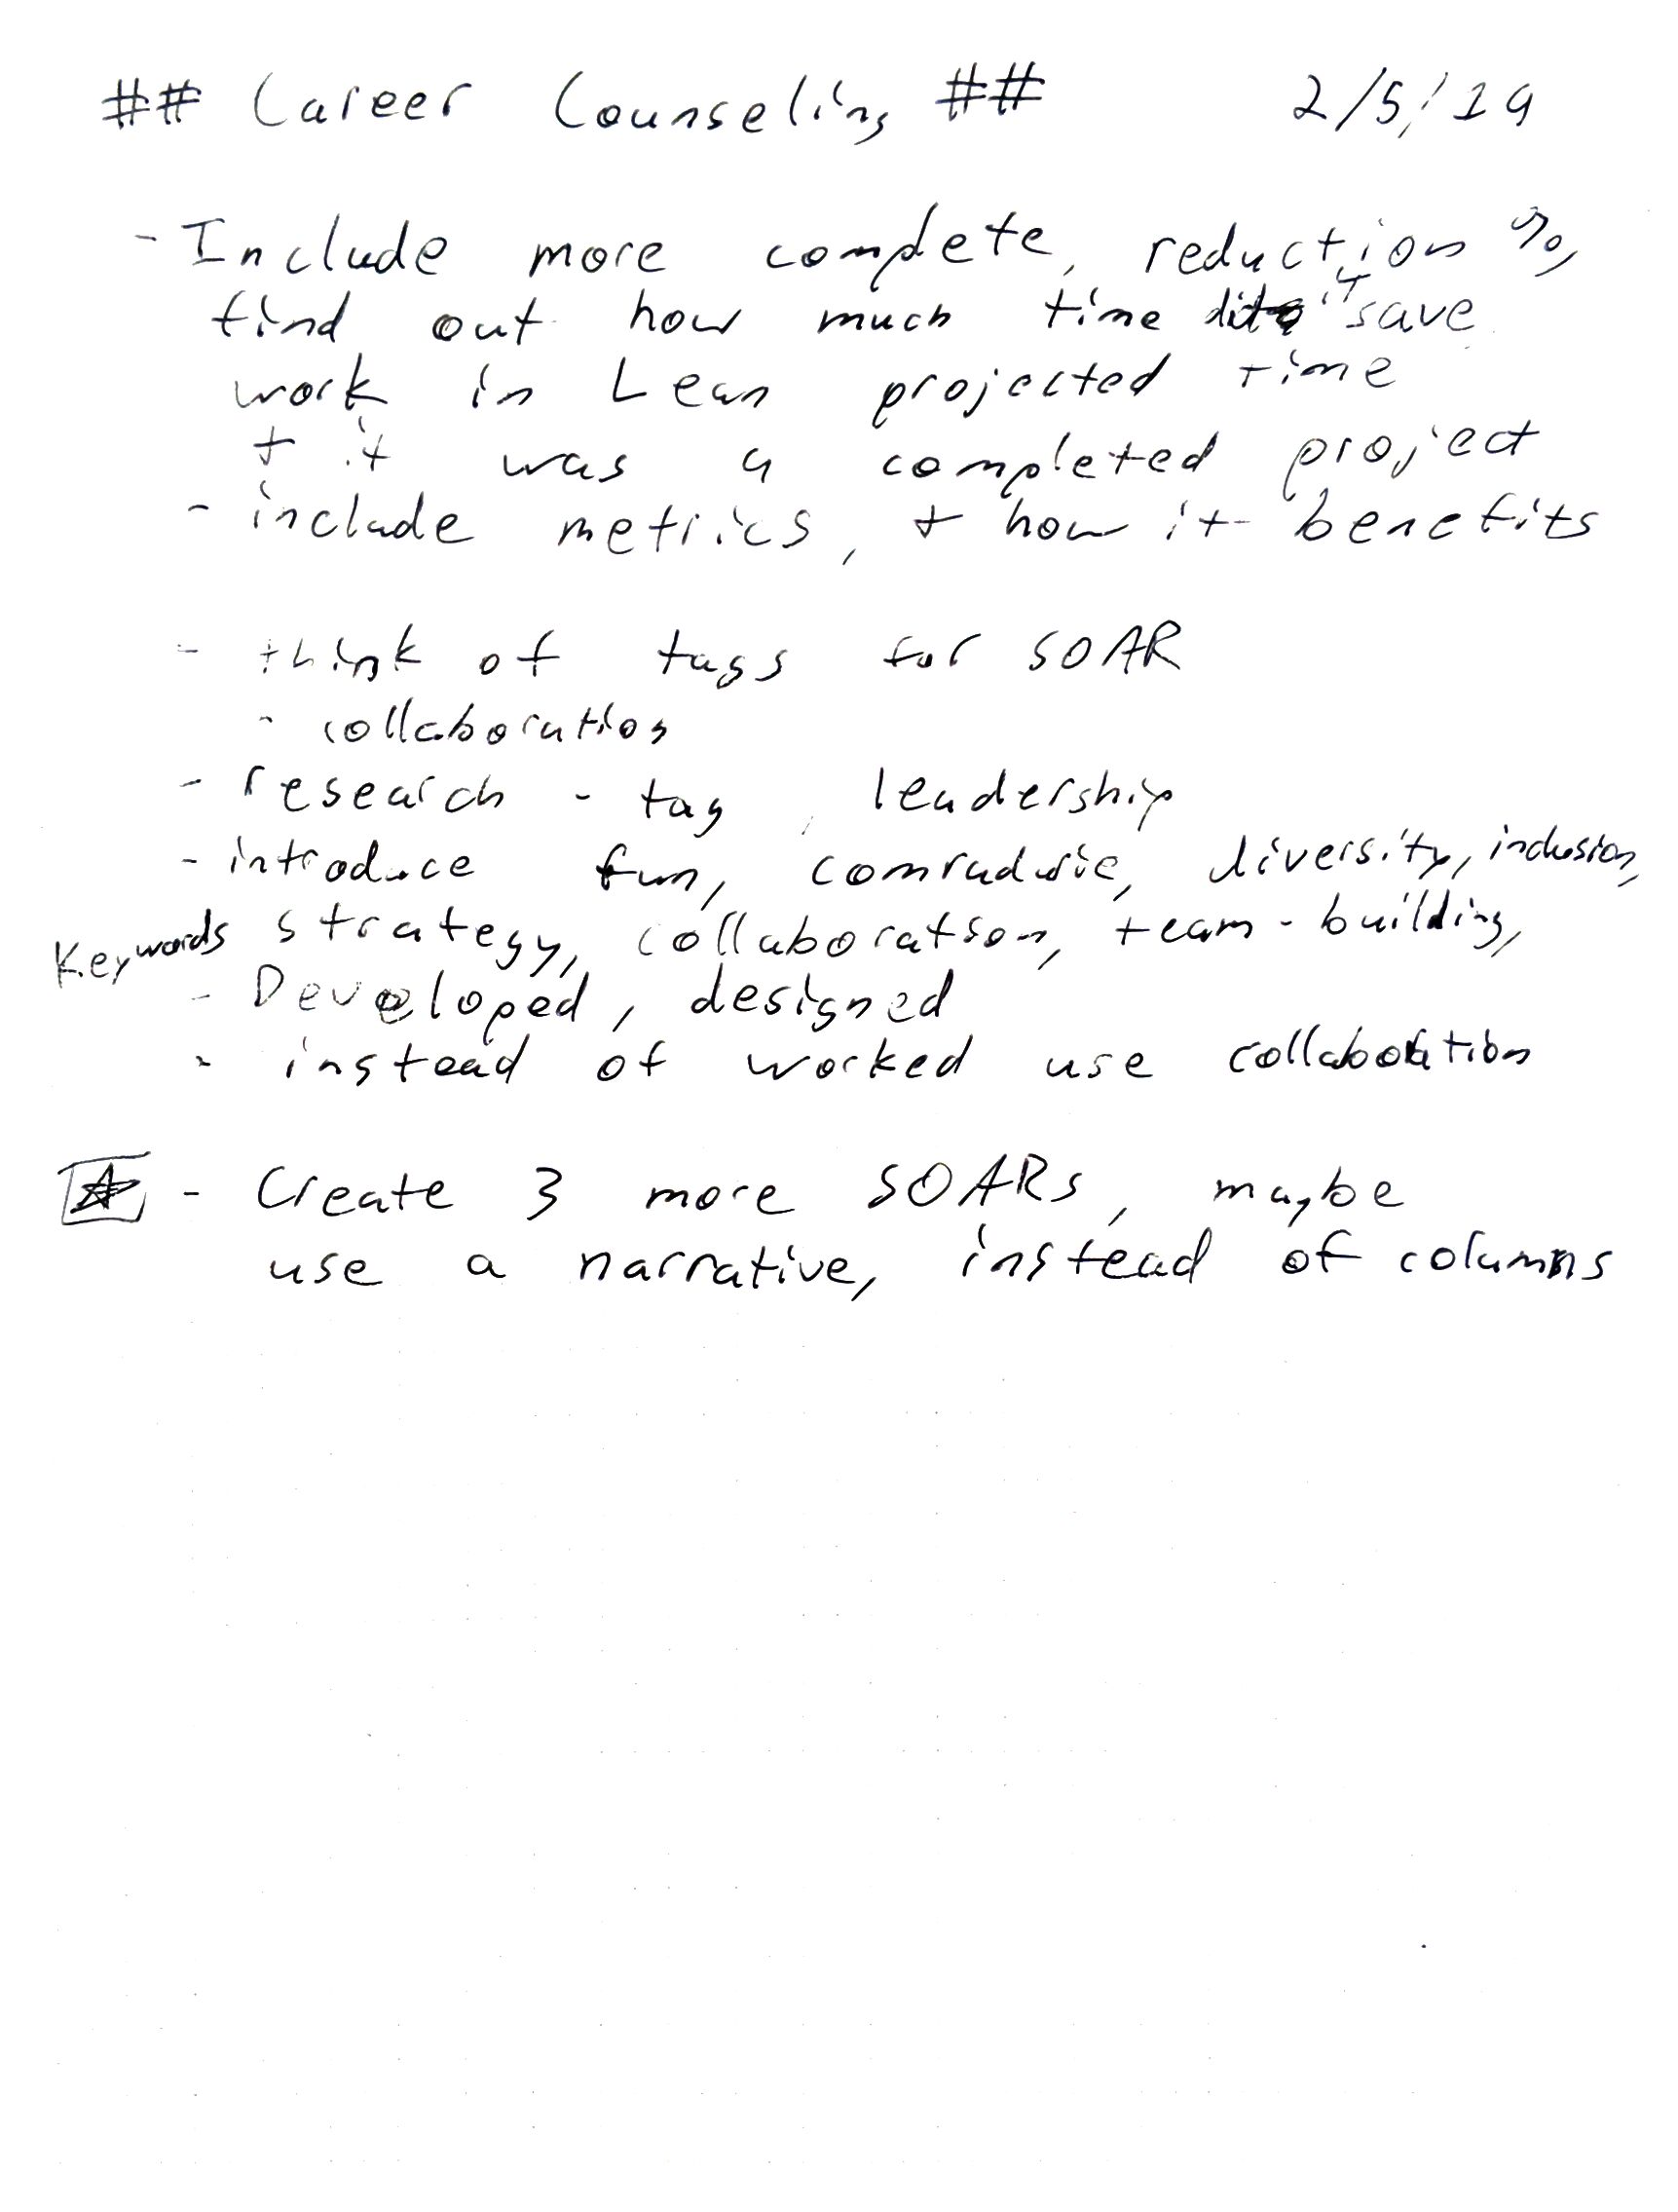 ## Career Counseling ## 2/5/19
- Include more complete, reduction %,
find out how much time it save
work in Lean projected time
+ it was a completed project
- include metrics, + how it benefits
- think of tags for SOAR
- collaboration
- research - tag, leadership
- introduce fun, comraderie, diversity, inclusion,
Keywords strategy, collaboration, team-building,
- Developed, designed
- instead of worked use collaboration
- Create 3 more SOARs, maybe
use a narrative, instead of columns